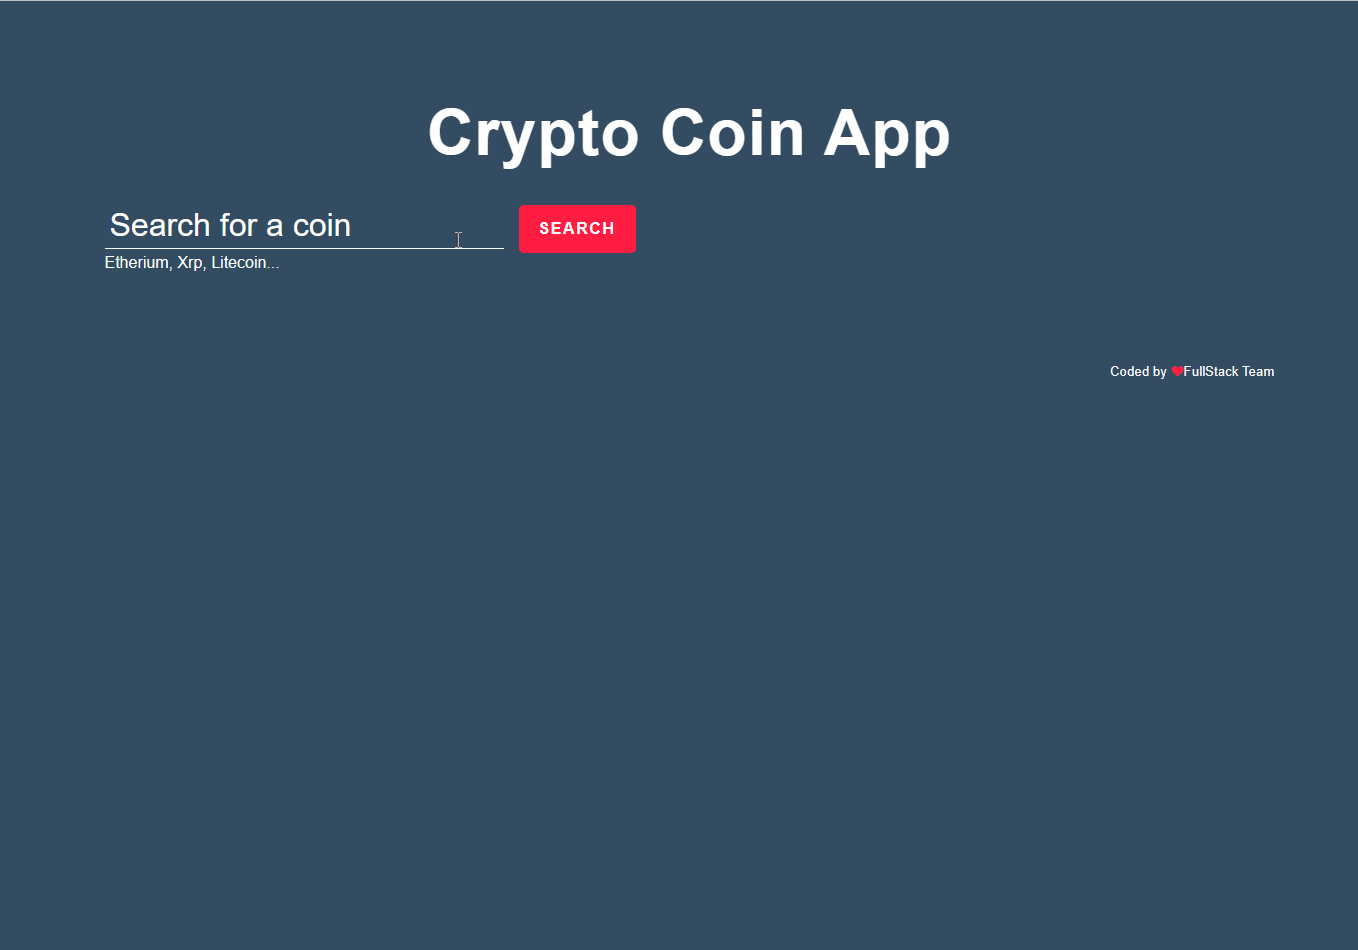 Crypto Coin App
Search for a coin
SEARCH
Etherium, Xrp, Litecoin...
Coded by ❤FullStack Team